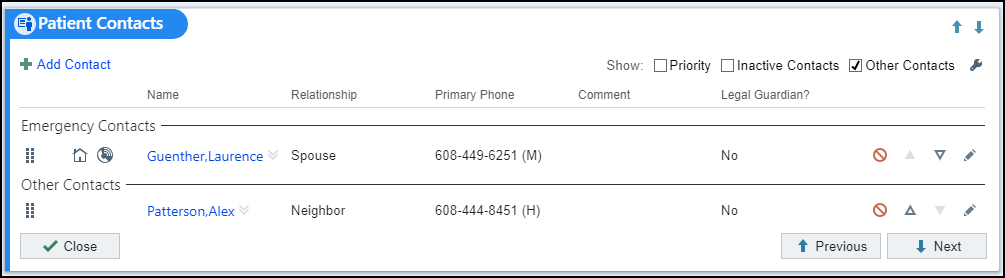 Patient Contacts
Add Contact Show: Priority Inactive Contacts Other Contacts
Name Relationship Primary Phone Comment Legal Guardian?
Emergency Contacts
Guenther,Laurence Spouse 608-449-6251 (M) No
Other Contacts
Patterson,Alex Neighbor 608-444-8451 (H) No
Close Previous Next